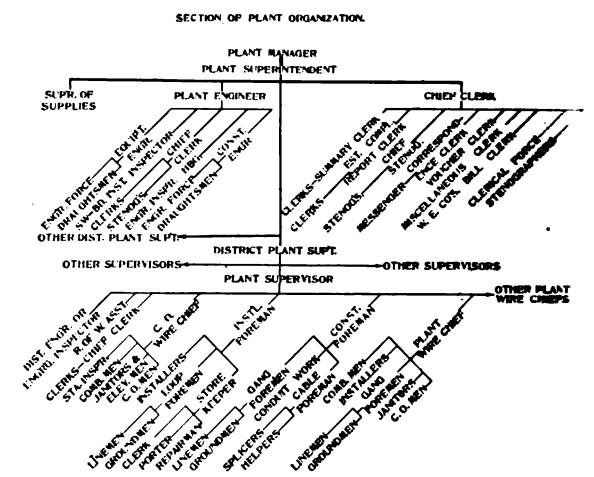 SECTION OF PLANT ORGANIZATION.
PLANT MANAGER
PLANT SUPERINTENDENT
SUPR. OF
SUPPLIES
PLANT ENGINEER
CHIEF CLERK
EQUIPT.
ENGR.
ENGR. FORCE
DRAUGHTSMEN
SW-BD. INST. INSPECTOR
CHIEF
CLERK
CLERKS
STENOGS
ENGR. INSPR.
CONST.
ENGR
ENGR. FORCE
DRAUGHTSMEN
CLERKS-SUMMARY CLERK
EST. COMP.
CLERKS
REPORT CLERK
CHIEF
STENOG
STENOGS
CORRESPOND-
ENCE CLERK
MESSENGER
VOUCHER CLERK
MISCELLANEOUS CLERK
W. E. CO'S. BILL CLERK
CLERICAL FORCE
STENOGRAPHERS
OTHER DIST. PLANT SUPT.
DISTRICT PLANT SUPT.
OTHER SUPERVISORS
OTHER SUPERVISORS
PLANT SUPERVISOR
OTHER PLANT
WIRE CHIEFS
DIST. ENGR. OR
ENGRG. INSPECTOR
R. OF W. ASST.
CLERKS-CHIEF CLERK
STA. INSPR.
COMB. MEN
JANITORS &
ELEV. MEN
C. O. MEN
C. O.
WIRE CHIEF
INSTL.
FOREMAN
INSTALLERS
LOOP
FOREMEN
LINEMEN
GROUNDMEN
STORE
KEEPER
CLERK
PORTER
REPAIRMAN
CONST.
FOREMAN
GANG
FOREMEN
LINEMEN
GROUNDMEN
CONDUIT WORK
CABLE
FOREMAN
SPLICERS
HELPERS
PLANT
WIRE CHIEF
COMB. MEN
INSTALLERS
GANG
FOREMEN
LINEMEN
GROUNDMEN
JANITORS
C. O. MEN